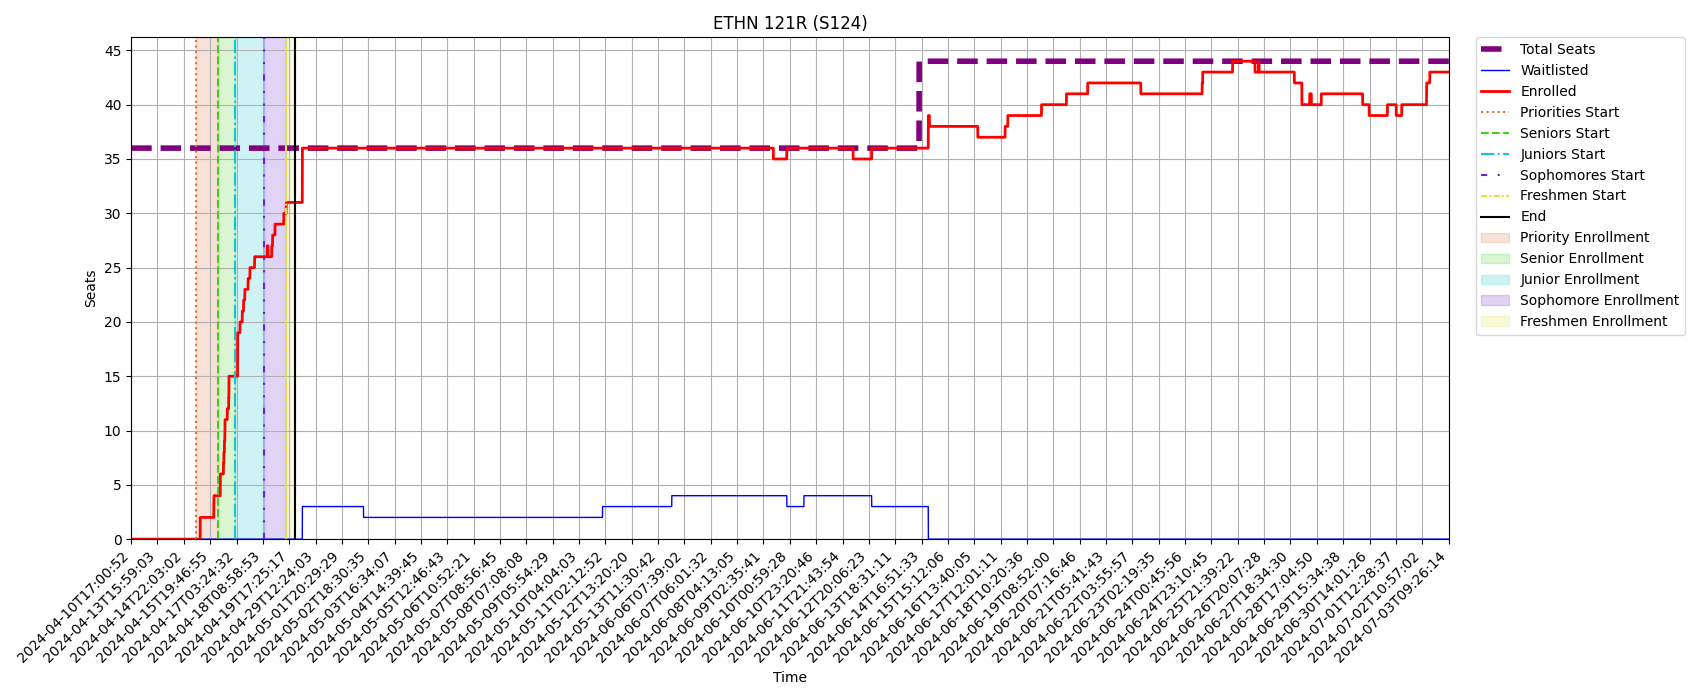 ETHN 121R (S124)
Seats
45
40
35
30
25
20
15
10
5
0
2024-04-10T17:00:52
2024-04-13T15:59:03
2024-04-14T22:03:02
2024-04-15T19:46:55
2024-04-17T03:24:32
2024-04-18T08:58:53
2024-04-19T17:25:17
2024-04-29T12:24:03
2024-05-01T20:29:29
2024-05-02T18:30:35
2024-05-03T16:34:07
2024-05-04T14:39:45
2024-05-05T12:46:43
2024-05-06T10:52:21
2024-05-07T08:56:45
2024-05-08T07:08:08
2024-05-09T05:54:29
2024-05-10T04:04:03
2024-05-11T02:12:52
2024-05-12T13:20:20
2024-05-13T11:30:42
2024-06-06T07:39:02
2024-06-07T06:01:32
2024-06-08T04:13:05
2024-06-09T02:35:41
2024-06-10T00:59:28
2024-06-10T23:20:46
2024-06-11T21:43:54
2024-06-12T20:06:23
2024-06-13T18:31:11
2024-06-14T16:51:33
2024-06-15T15:12:06
2024-06-16T13:40:05
2024-06-17T12:01:11
2024-06-18T10:20:36
2024-06-19T08:52:00
2024-06-20T07:16:46
2024-06-21T05:41:43
2024-06-22T03:55:57
2024-06-23T02:19:35
2024-06-24T00:45:56
2024-06-24T23:10:45
2024-06-25T21:39:22
2024-06-26T20:07:28
2024-06-27T18:34:30
2024-06-28T17:04:50
2024-06-29T15:34:38
2024-06-30T14:01:26
2024-07-01T12:28:37
2024-07-02T10:57:02
2024-07-03T09:26:14
Time
Total Seats
Waitlisted
Enrolled
Priorities Start
Seniors Start
Juniors Start
Sophomores Start
Freshmen Start
End
Priority Enrollment
Senior Enrollment
Junior Enrollment
Sophomore Enrollment
Freshmen Enrollment